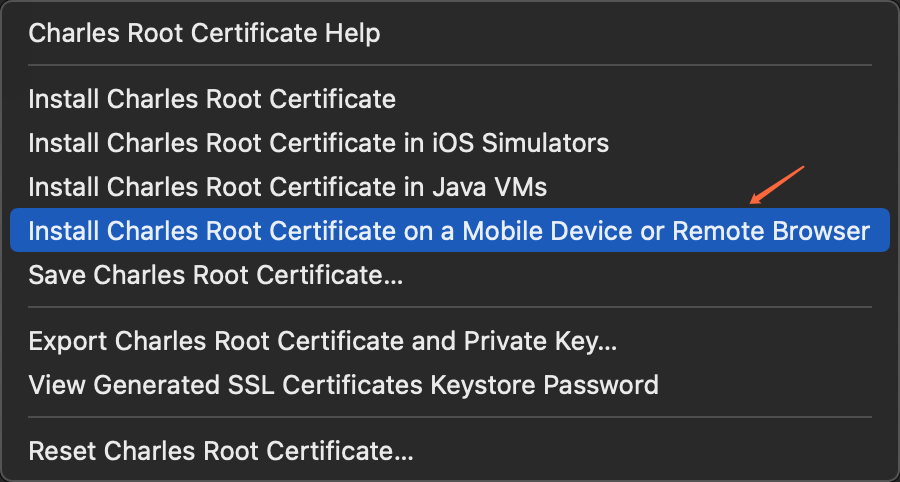 Charles Root Certificate Help
Install Charles Root Certificate
Install Charles Root Certificate in iOS Simulators
Install Charles Root Certificate in Java VMs
Install Charles Root Certificate on a Mobile Device or Remote Browser
Save Charles Root Certificate...
Export Charles Root Certificate and Private Key...
View Generated SSL Certificates Keystore Password
Reset Charles Root Certificate...